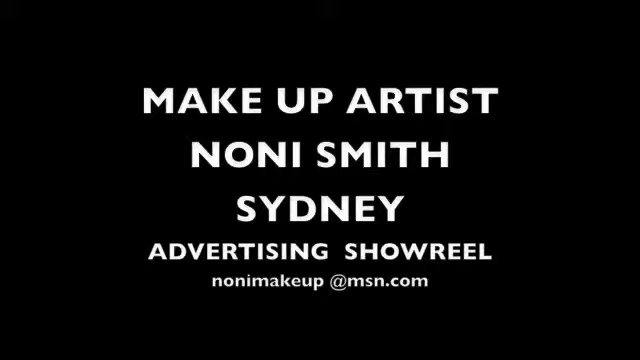 MAKE UP ARTIST
NONI SMITH
SYDNEY
ADVERTISING SHOWREEL
nonimakeup @msn.com